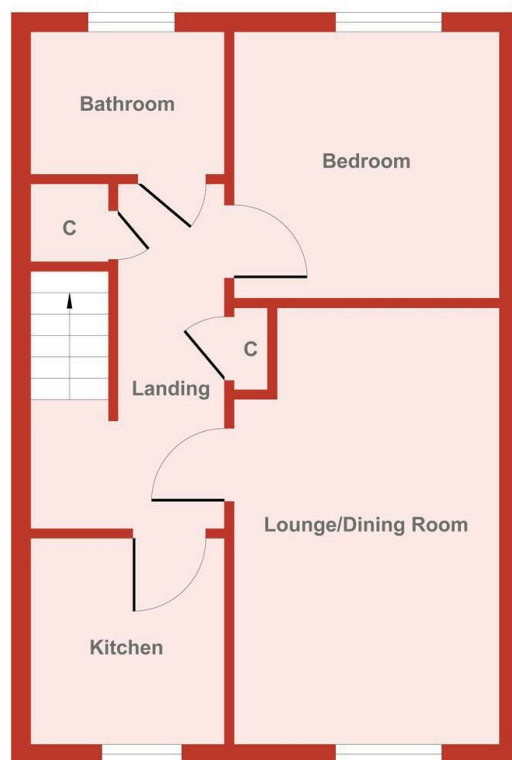 Bathroom
Bedroom
C
C
Landing
Lounge/Dining Room
Kitchen